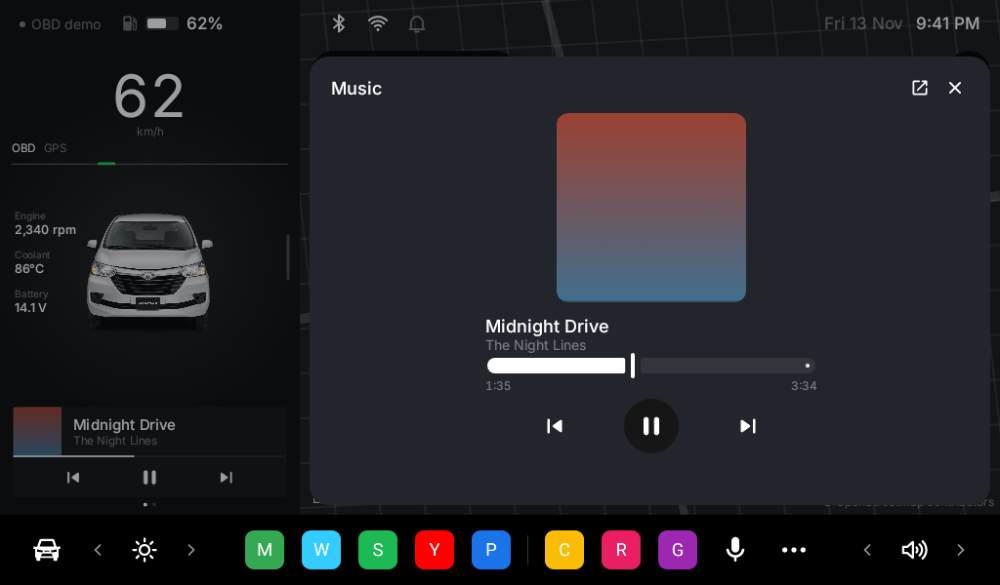 OBD demo
62%
Fri 13 Nov 9:41 PM
62
km/h
OBD GPS
Engine
2,340 rpm
Coolant
86°C
Battery
14.1 V
Midnight Drive
The Night Lines
Music
Midnight Drive
The Night Lines
1:35 3:34
M W S Y P C R G